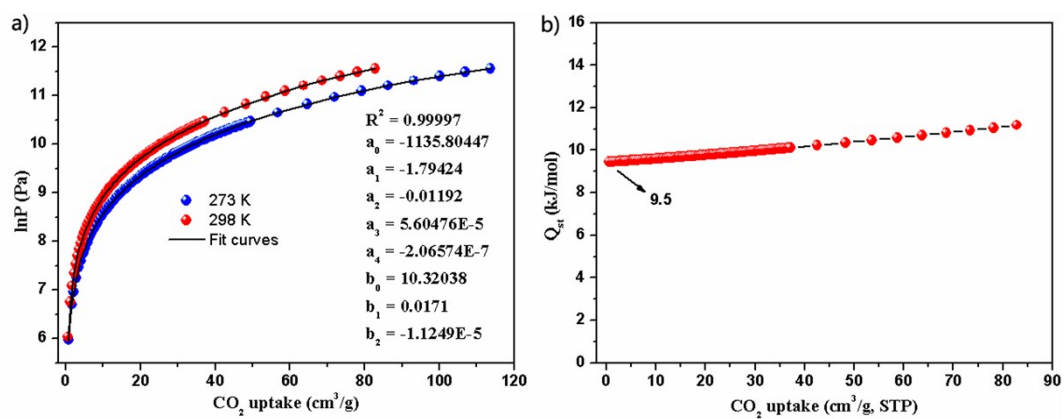 a)
lnP (Pa)
12
11
10
9
8
7
6
0 20 40 60 80 100 120
CO₂ uptake (cm³/g)
273 K
298 K
Fit curves
R² = 0.99997
a₀ = -1135.80447
a₁ = -1.79424
a₂ = -0.01192
a₃ = 5.60476E-5
a₄ = -2.06574E-7
b₀ = 10.32038
b₁ = 0.0171
b₂ = -1.1249E-5
b)
Qst (kJ/mol)
16
14
12
10
8
6
4
2
0
9.5
0 10 20 30 40 50 60 70 80 90
CO₂ uptake (cm³/g, STP)